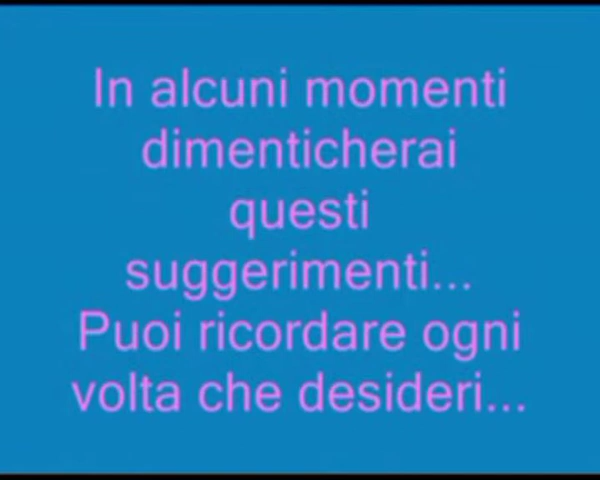 In alcuni momenti
dimenticherai
questi
suggerimenti...
Puoi ricordare ogni
volta che desideri...